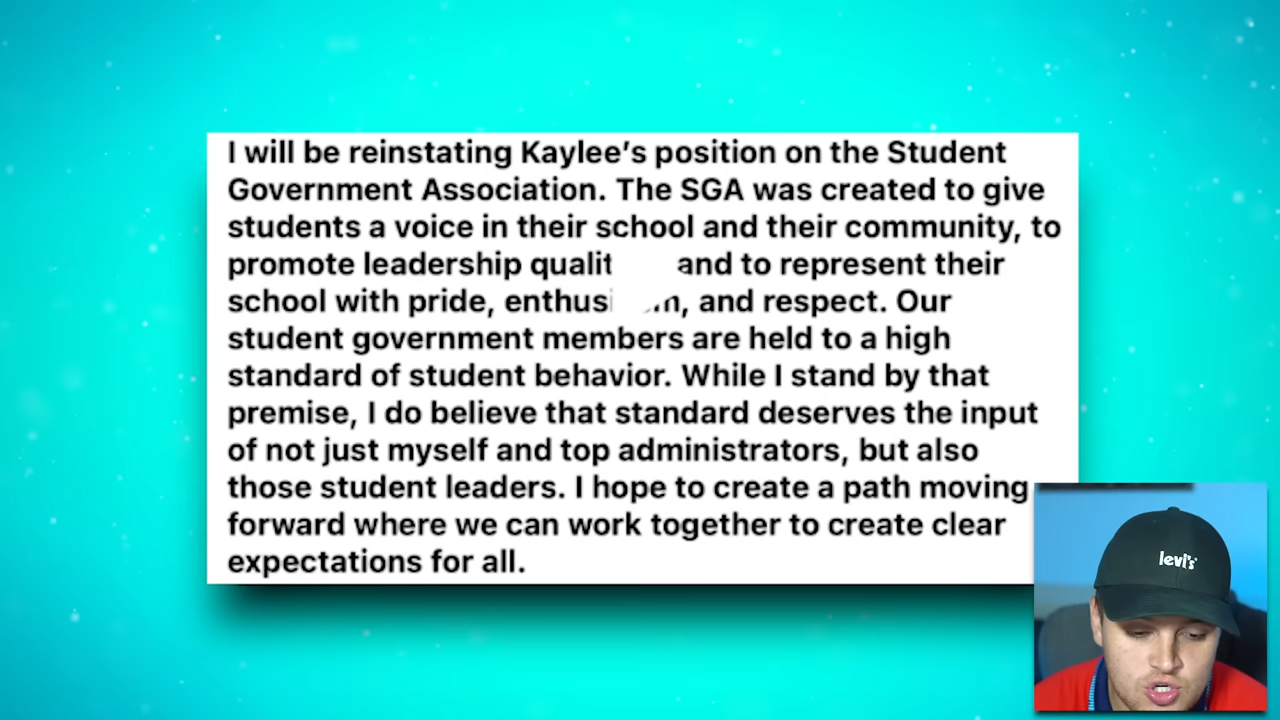 I will be reinstating Kaylee's position on the Student
Government Association. The SGA was created to give
students a voice in their school and their community, to
promote leadership qualit and to represent their
school with pride, enthusi m, and respect. Our
student government members are held to a high
standard of student behavior. While I stand by that
premise, I do believe that standard deserves the input
of not just myself and top administrators, but also
those student leaders. I hope to create a path moving
forward where we can work together to create clear
expectations for all.
levi's